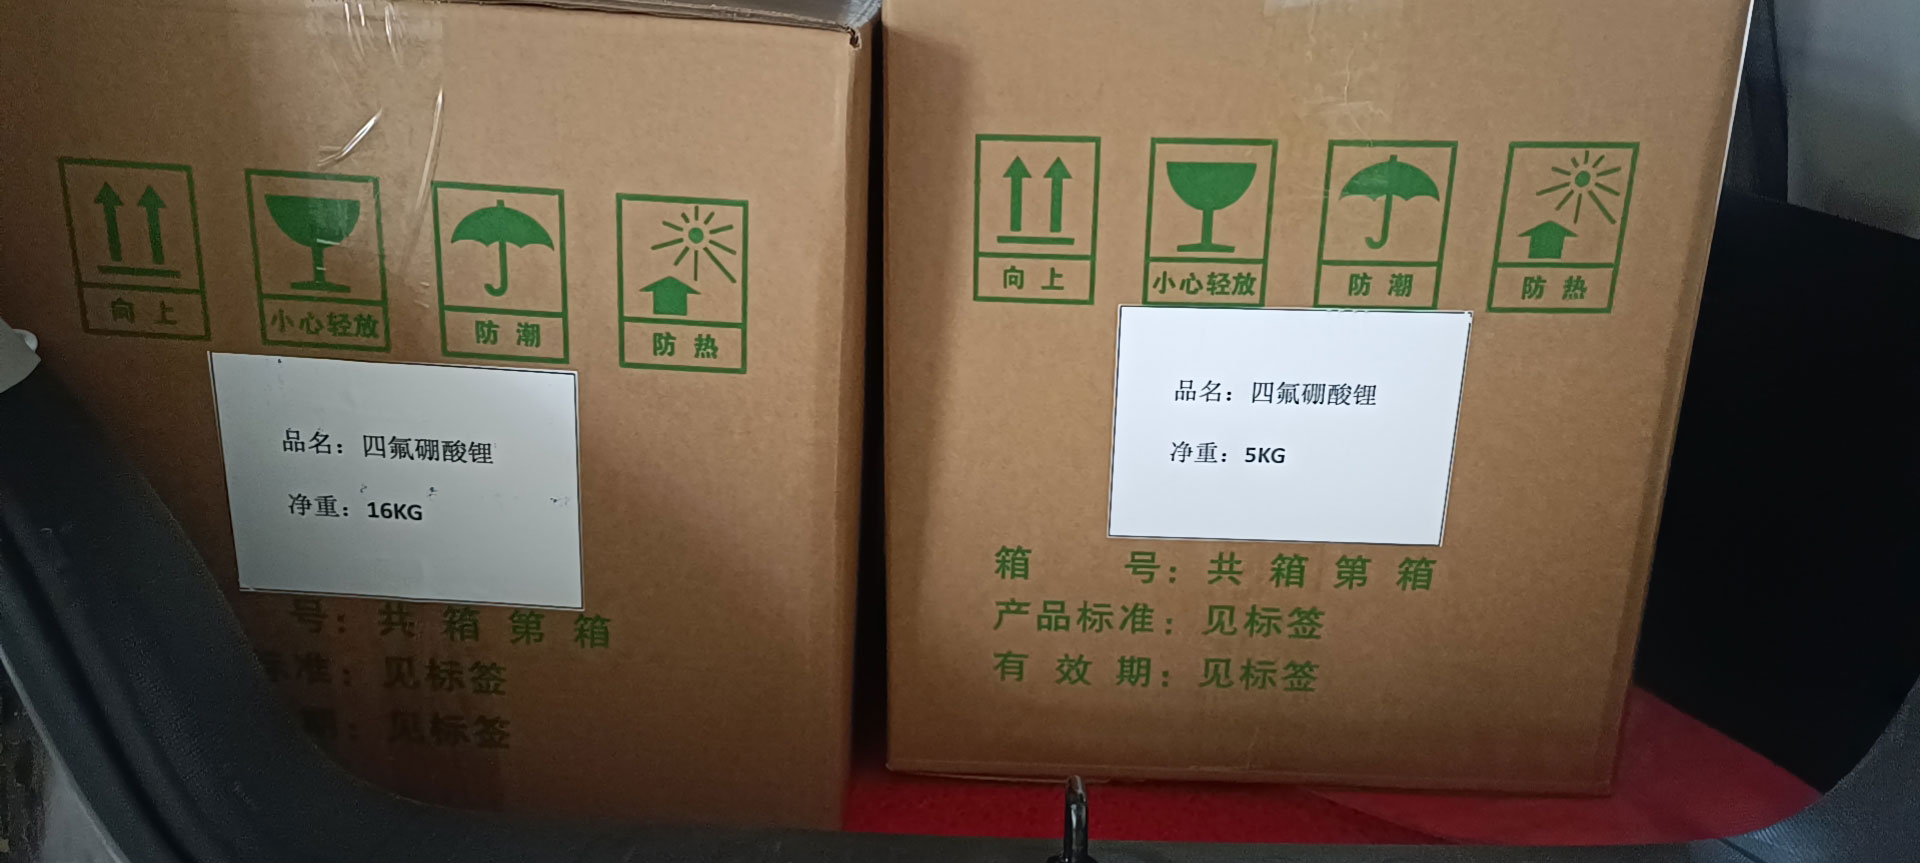 向上
小心轻放
防潮
防热
品名：四氟硼酸锂
净重：16KG
号：共 箱 第 箱
标准：见标签
期：见标签
向上
小心轻放
防潮
防热
品名：四氟硼酸锂
净重：5KG
箱 号：共 箱 第 箱
产品标准：见标签
有效期：见标签